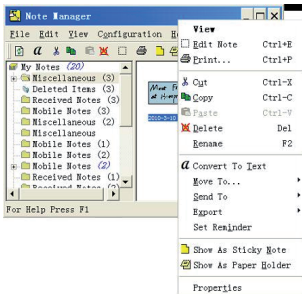 Note Manager
File Edit View Configuration
My Notes (20)
Miscellaneous (3)
Deleted Items (3)
Received Notes (3)
Mobile Notes (3)
Miscellaneous (2)
Miscellaneous
Mobile Notes (1)
Mobile Notes (2)
Mobile Notes (2)
Received Notes (1)
Received Notes (2)
For Help Press F1
View
Edit Note Ctrl+E
Print... Ctrl+P
Cut Ctrl-X
Copy Ctrl-C
Paste Ctrl-V
Delete Del
Rename F2
Convert To Text
Move To...
Send To
Export
Set Reminder
Show As Sticky Note
Show As Paper Holder
Properties